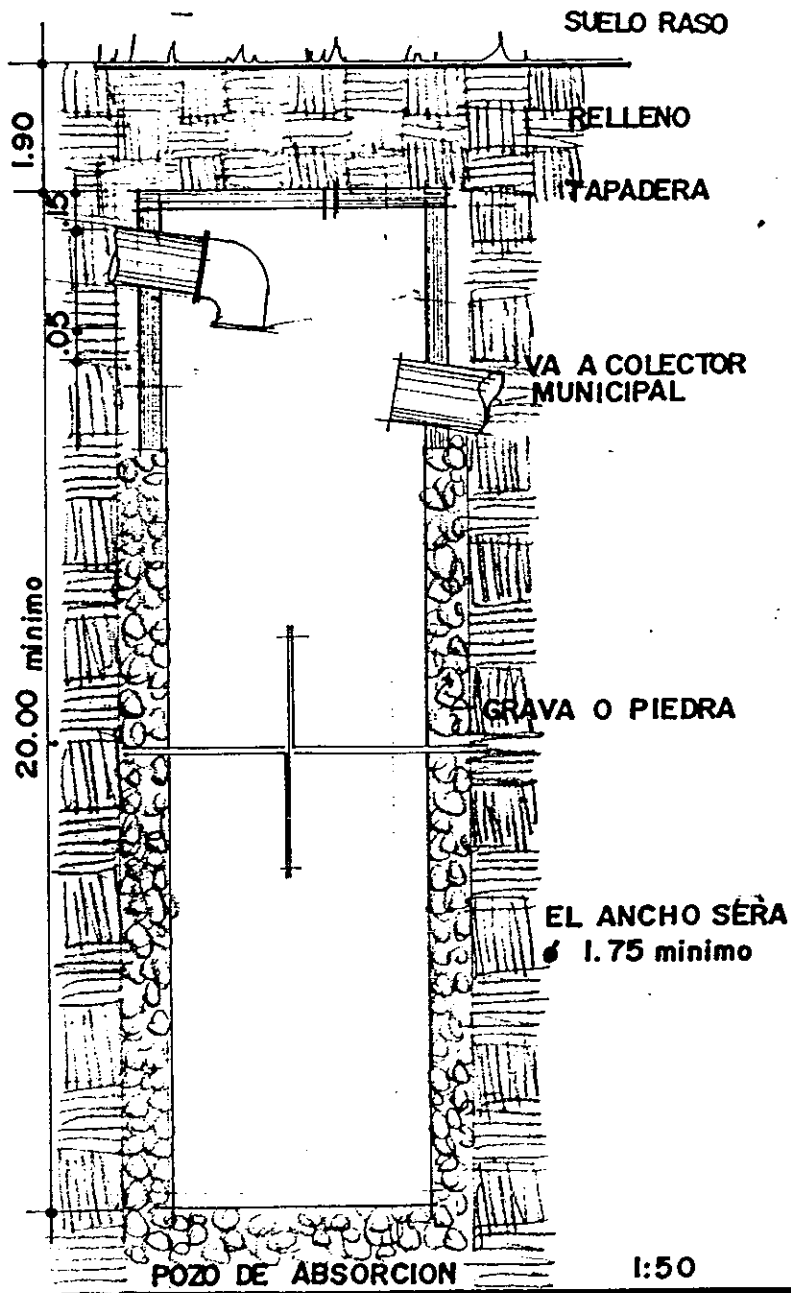 SUELO RASO
1.90
RELLENO
TAPADERA
.15
.05
VA A COLECTOR
MUNICIPAL
20.00 minimo
GRAVA O PIEDRA
EL ANCHO SERA
ø 1.75 minimo
POZO DE ABSORCION 1:50